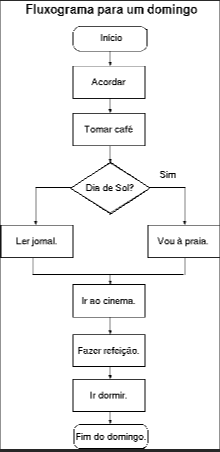 Fluxograma para um domingo
Início
Acordar
Tomar café
Dia de Sol?
Sim
Ler jornal.
Vou à praia.
Ir ao cinema.
Fazer refeição.
Ir dormir.
Fim do domingo.